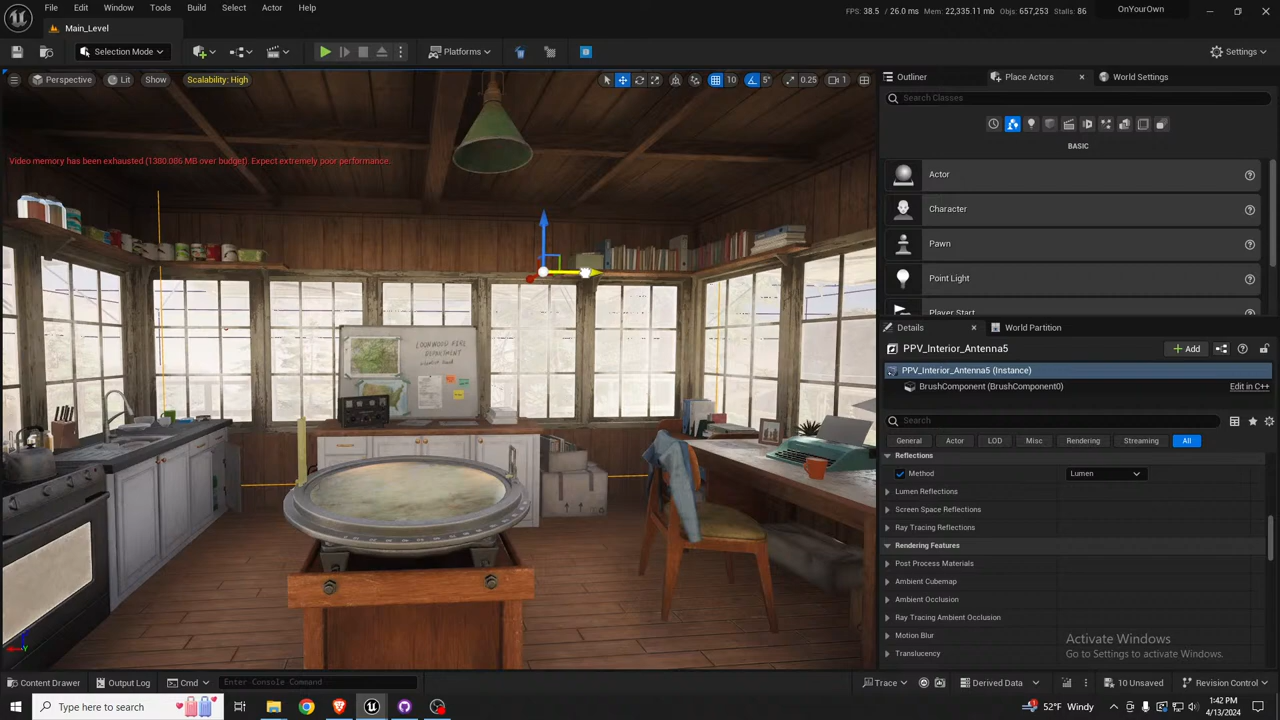 File Edit Window Tools Build Select Actor Help
FPS: 38.5 / 26.0 ms Mem: 22,335.11 mb Objs: 657,253 Stalls: 86
OnYourOwn
Main_Level
Selection Mode
Platforms
Settings
Perspective Lit Show Scalability: High
10 5° 0.25 1
Outliner Place Actors World Settings
Search Classes
BASIC
Video memory has been exhausted (1380.086 MB over budget). Expect extremely poor performance.
Actor
Character
Pawn
Point Light
Player Start
Details World Partition
PPV_Interior_Antenna5
Add
PPV_Interior_Antenna5 (Instance)
BrushComponent (BrushComponent0) Edit in C++
Search
General Actor LOD Misc Rendering Streaming All
Reflections
Method Lumen
Lumen Reflections
Screen Space Reflections
Ray Tracing Reflections
Rendering Features
Post Process Materials
Ambient Cubemap
Ambient Occlusion
Ray Tracing Ambient Occlusion
Motion Blur
Translucency
LOONWOOD FIRE
DEPARTMENT
Activate Windows
Go to Settings to activate Windows.
Content Drawer Output Log Cmd Enter Console Command
Trace Derived Data 10 Unsaved Revision Control
Type here to search
52°F Windy
1:42 PM
4/13/2024